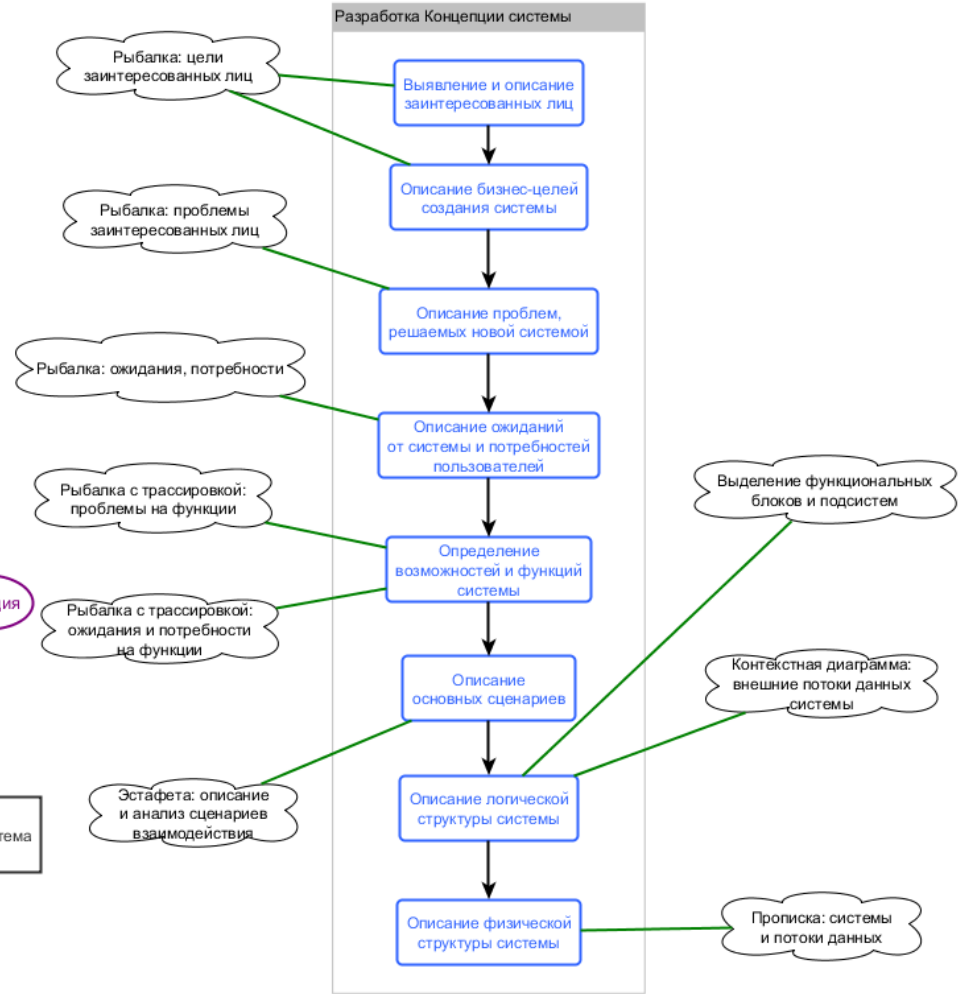 Разработка Концепции системы
Рыбалка: цели
заинтересованных лиц
Выявление и описание
заинтересованных лиц
Описание бизнес-целей
создания системы
Рыбалка: проблемы
заинтересованных лиц
Описание проблем,
решаемых новой системой
Рыбалка: ожидания, потребности
Описание ожиданий
от системы и потребностей
пользователей
Выделение функциональных
блоков и подсистем
Рыбалка с трассировкой:
проблемы на функции
Определение
возможностей и функций
системы
Рыбалка с трассировкой:
ожидания и потребности
на функции
Контекстная диаграмма:
внешние потоки данных
системы
Описание
основных сценариев
Эстафета: описание
и анализ сценариев
взаимодействия
Описание логической
структуры системы
тема
Описание физической
структуры системы
Прописка: системы
и потоки данных